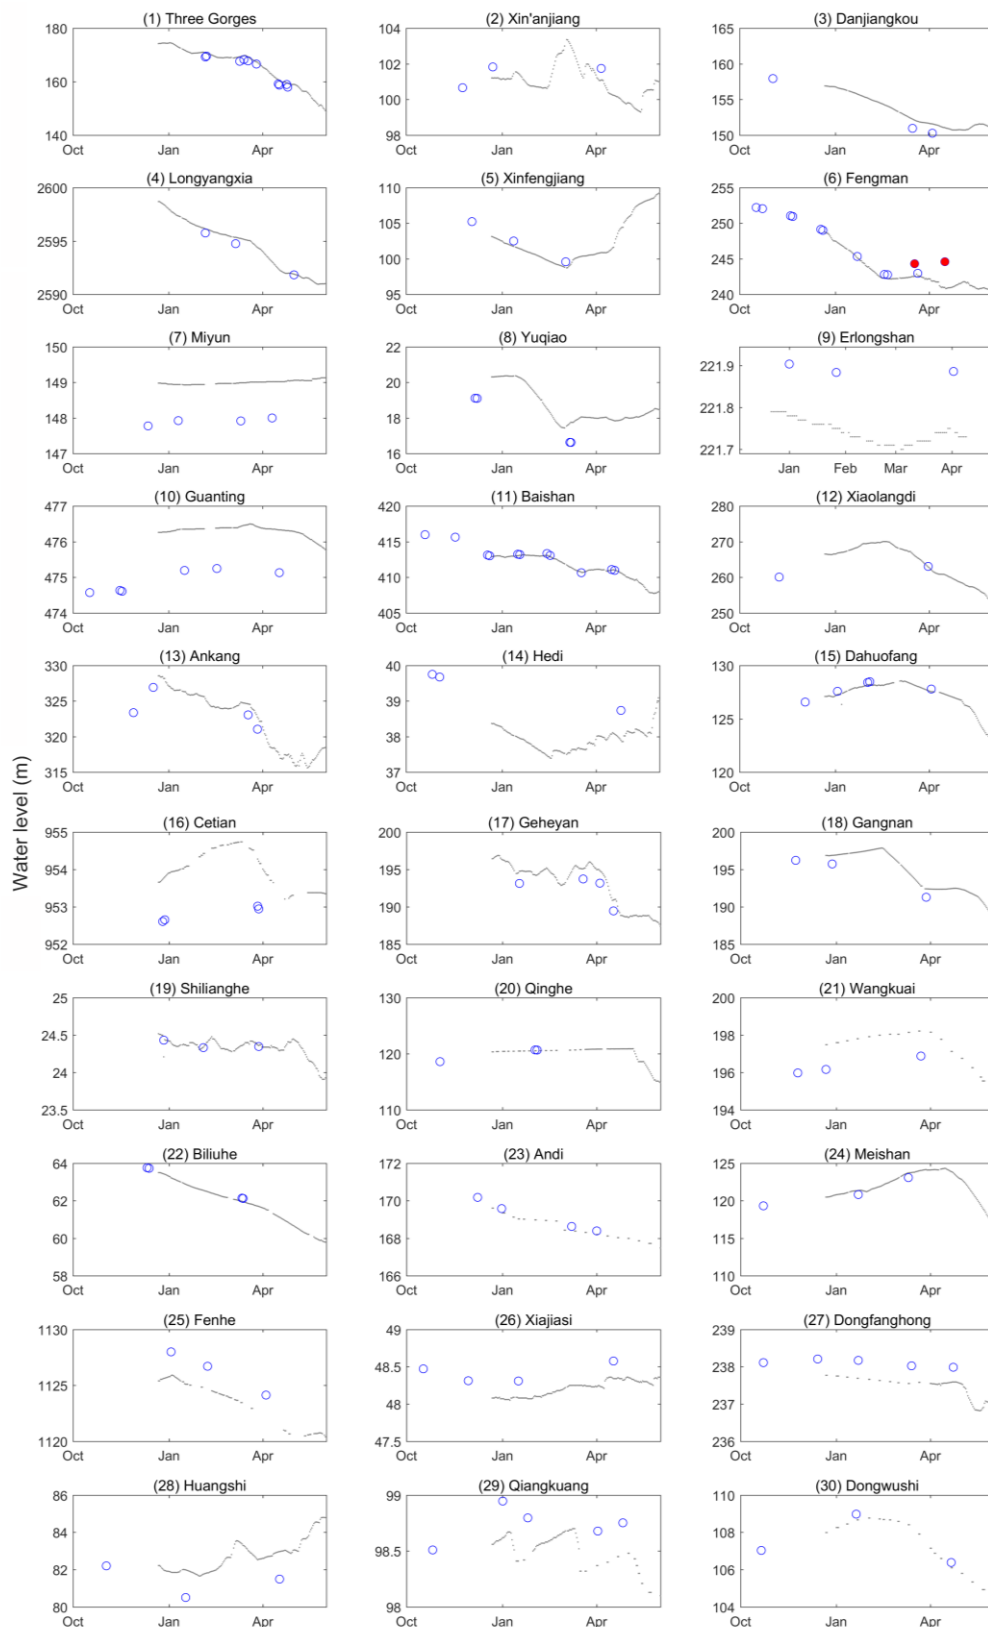 (1) Three Gorges
(2) Xin'anjiang
(3) Danjiangkou
180
160
140
Oct Jan Apr
104
102
100
98
Oct Jan Apr
165
160
155
150
Oct Jan Apr
(4) Longyangxia
(5) Xinfengjiang
(6) Fengman
2600
2595
2590
Oct Jan Apr
110
105
100
95
Oct Jan Apr
255
250
245
240
Oct Jan Apr
(7) Miyun
(8) Yuqiao
(9) Erlongshan
150
149
148
147
Oct Jan Apr
22
20
18
16
Oct Jan Apr
221.9
221.8
221.7
Jan Feb Mar Apr
(10) Guanting
(11) Baishan
(12) Xiaolangdi
477
476
475
474
Oct Jan Apr
420
415
410
405
Oct Jan Apr
280
270
260
250
Oct Jan Apr
(13) Ankang
(14) Hedi
(15) Dahuofang
330
325
320
315
Oct Jan Apr
40
39
38
37
Oct Jan Apr
130
125
120
Oct Jan Apr
Water level (m)
(16) Cetian
(17) Geheyan
(18) Gangnan
955
954
953
952
Oct Jan Apr
200
195
190
185
Oct Jan Apr
200
195
190
185
Oct Jan Apr
(19) Shilianghe
(20) Qinghe
(21) Wangkuai
25
24.5
24
23.5
Oct Jan Apr
130
120
110
Oct Jan Apr
200
198
196
194
Oct Jan Apr
(22) Biliuhe
(23) Andi
(24) Meishan
64
62
60
58
Oct Jan Apr
172
170
168
166
Oct Jan Apr
125
120
115
110
Oct Jan Apr
(25) Fenhe
(26) Xiajiasi
(27) Dongfanghong
1130
1125
1120
Oct Jan Apr
49
48.5
48
47.5
Oct Jan Apr
239
238
237
236
Oct Jan Apr
(28) Huangshi
(29) Qiangkuang
(30) Dongwushi
86
84
82
80
Oct Jan Apr
99
98.5
98
Oct Jan Apr
110
108
106
104
Oct Jan Apr